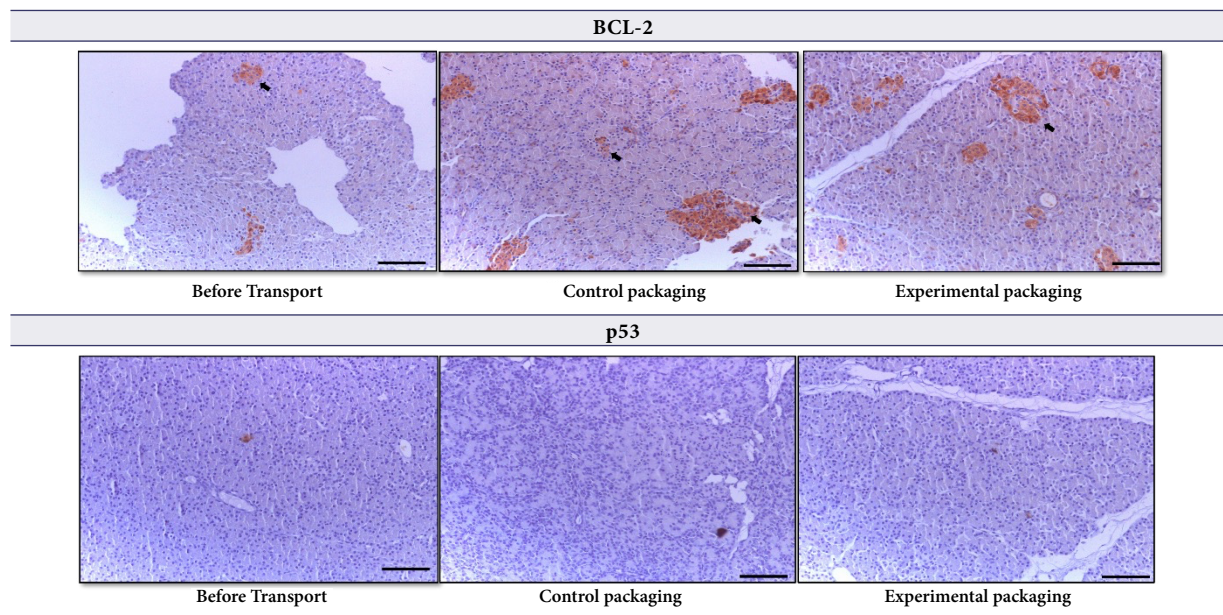 BCL-2
Before Transport
Control packaging
Experimental packaging
p53
Before Transport
Control packaging
Experimental packaging